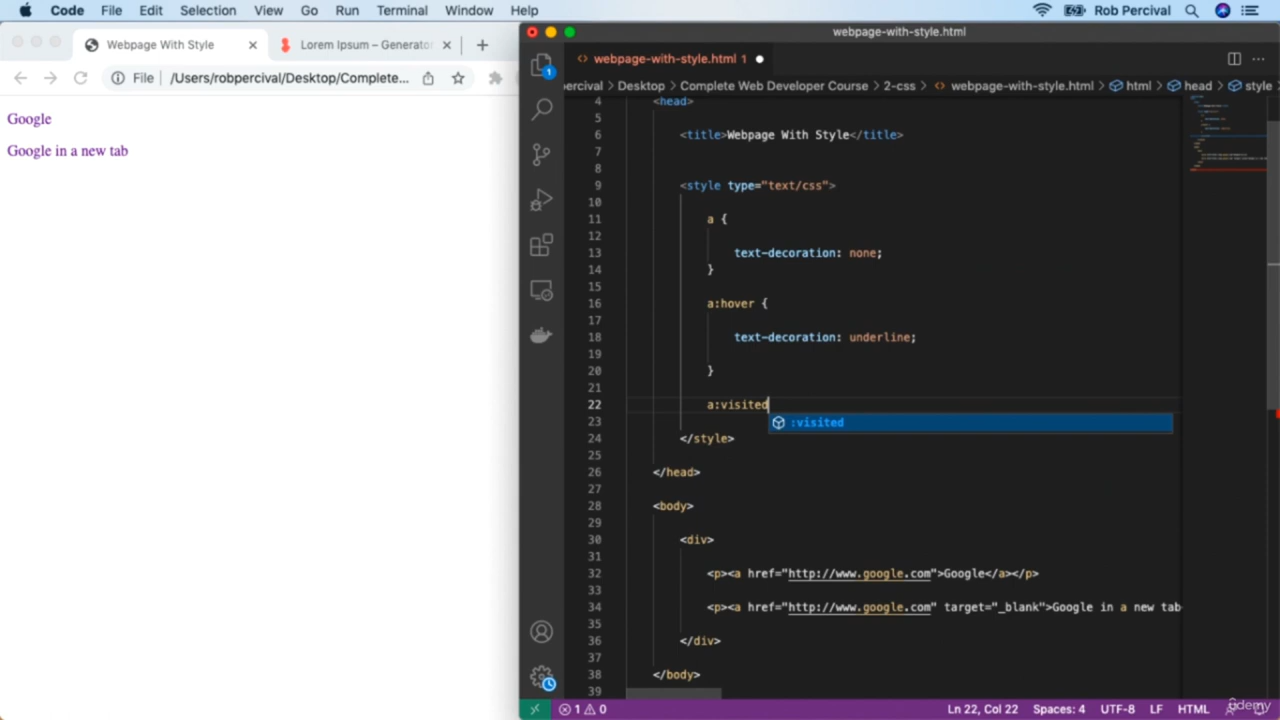 Code File Edit Selection View Go Run Terminal Window Help Rob Percival
Webpage With Style
Lorem Ipsum – Generator
File
/Users/robpercival/Desktop/Complete...
Google
Google in a new tab
webpage-with-style.html
webpage-with-style.html 1
percival > Desktop > Complete Web Developer Course > 2-css > webpage-with-style.html > html > head > style
1
4 <head>
5
6 <title>Webpage With Style</title>
7
8
9 <style type="text/css">
10
11 a {
12
13 text-decoration: none;
14 }
15
16 a:hover {
17
18 text-decoration: underline;
19
20 }
21
22 a:visited
:visited
23
24 </style>
25
26 </head>
27
28 <body>
29
30 <div>
31
32 <p><a href="http://www.google.com">Google</a></p>
33
34 <p><a href="http://www.google.com" target="_blank">Google in a new tab
35
36 </div>
37
38 </body>
39
1 0 Ln 22, Col 22 Spaces: 4 UTF-8 LF HTML
udemy